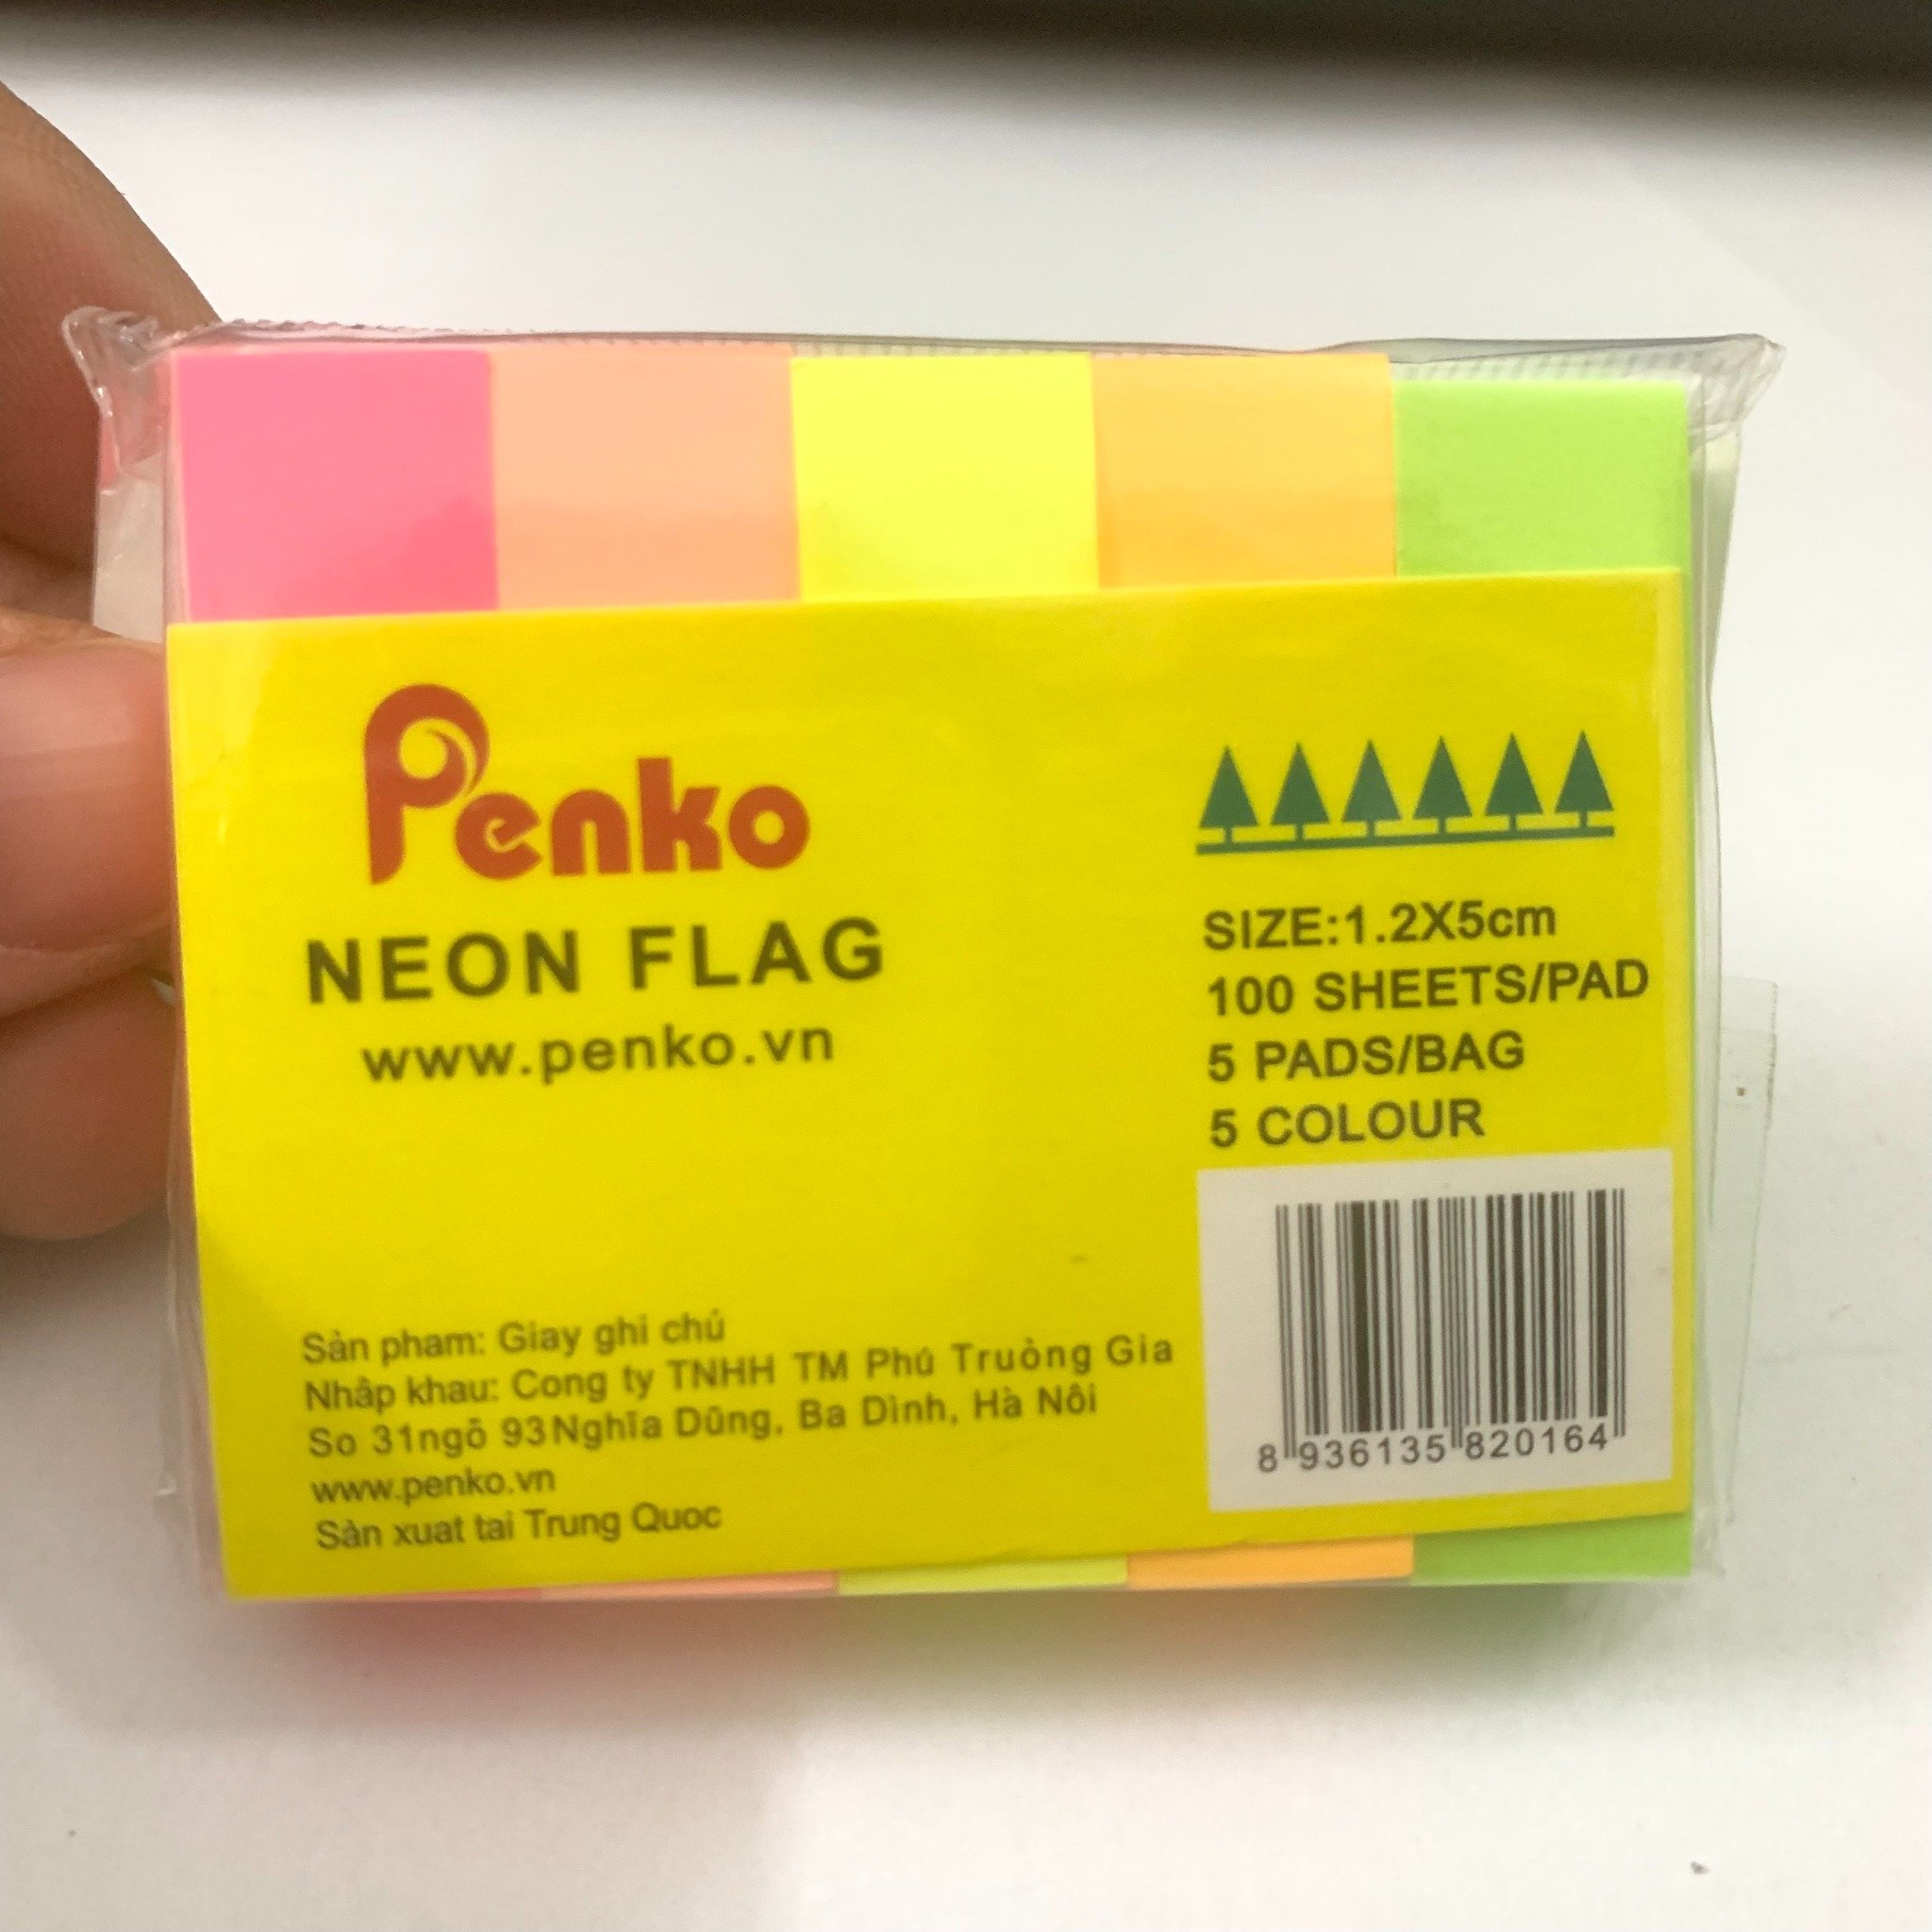 Penko
NEON FLAG
www.penko.vn
SIZE:1.2X5cm
100 SHEETS/PAD
5 PADS/BAG
5 COLOUR
Sàn pham: Giay ghi chú
Nhâp khau: Cong ty TNHH TM Phú Truòng Gia
So 31ngõ 93Nghĩa Dũng, Ba Dình, Hà Nôi
www.penko.vn
Sàn xuat tai Trung Quoc
8 936135 820164